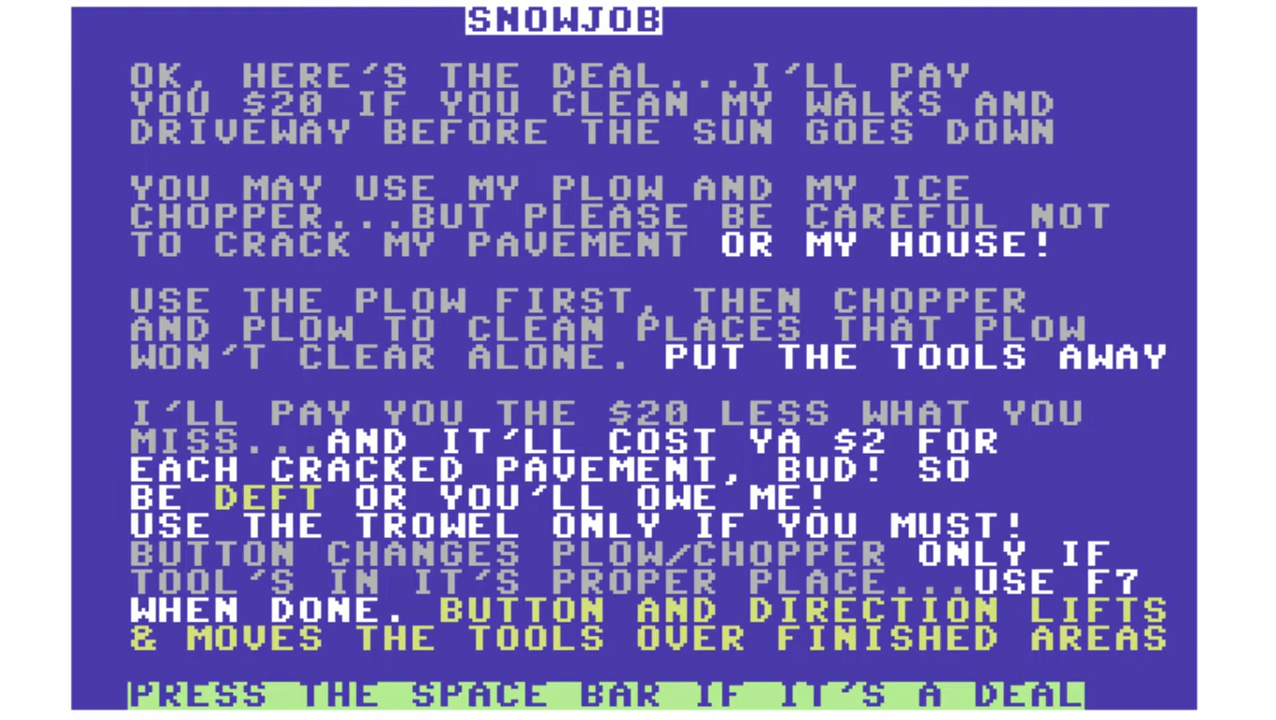 SNOWJOB
OK, HERE'S THE DEAL...I'LL PAY
YOU $20 IF YOU CLEAN MY WALKS AND
DRIVEWAY BEFORE THE SUN GOES DOWN
YOU MAY USE MY PLOW AND MY ICE
CHOPPER...BUT PLEASE BE CAREFUL NOT
TO CRACK MY PAVEMENT OR MY HOUSE!
USE THE PLOW FIRST, THEN CHOPPER
AND PLOW TO CLEAN PLACES THAT PLOW
WON'T CLEAR ALONE. PUT THE TOOLS AWAY
I'LL PAY YOU THE $20 LESS WHAT YOU
MISS...AND IT'LL COST YA $2 FOR
EACH CRACKED PAVEMENT, BUD! SO
BE DEFT OR YOU'LL OWE ME!
USE THE TROWEL ONLY IF YOU MUST!
BUTTON CHANGES PLOW/CHOPPER ONLY IF
TOOL'S IN IT'S PROPER PLACE...USE F7
WHEN DONE. BUTTON AND DIRECTION LIFTS
& MOVES THE TOOLS OVER FINISHED AREAS
PRESS THE SPACE BAR IF IT'S A DEAL